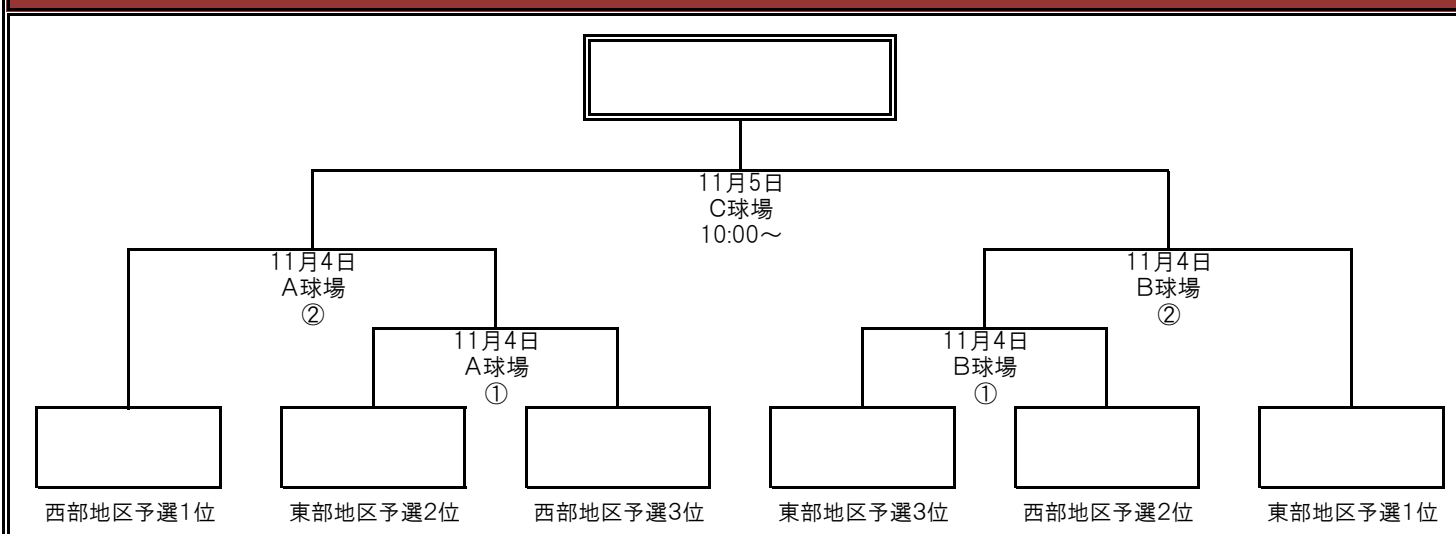 11月5日
C球場
10:00～
11月4日
A球場
②
11月4日
B球場
②
11月4日
A球場
①
11月4日
B球場
①
西部地区予選1位
東部地区予選2位
西部地区予選3位
東部地区予選3位
西部地区予選2位
東部地区予選1位